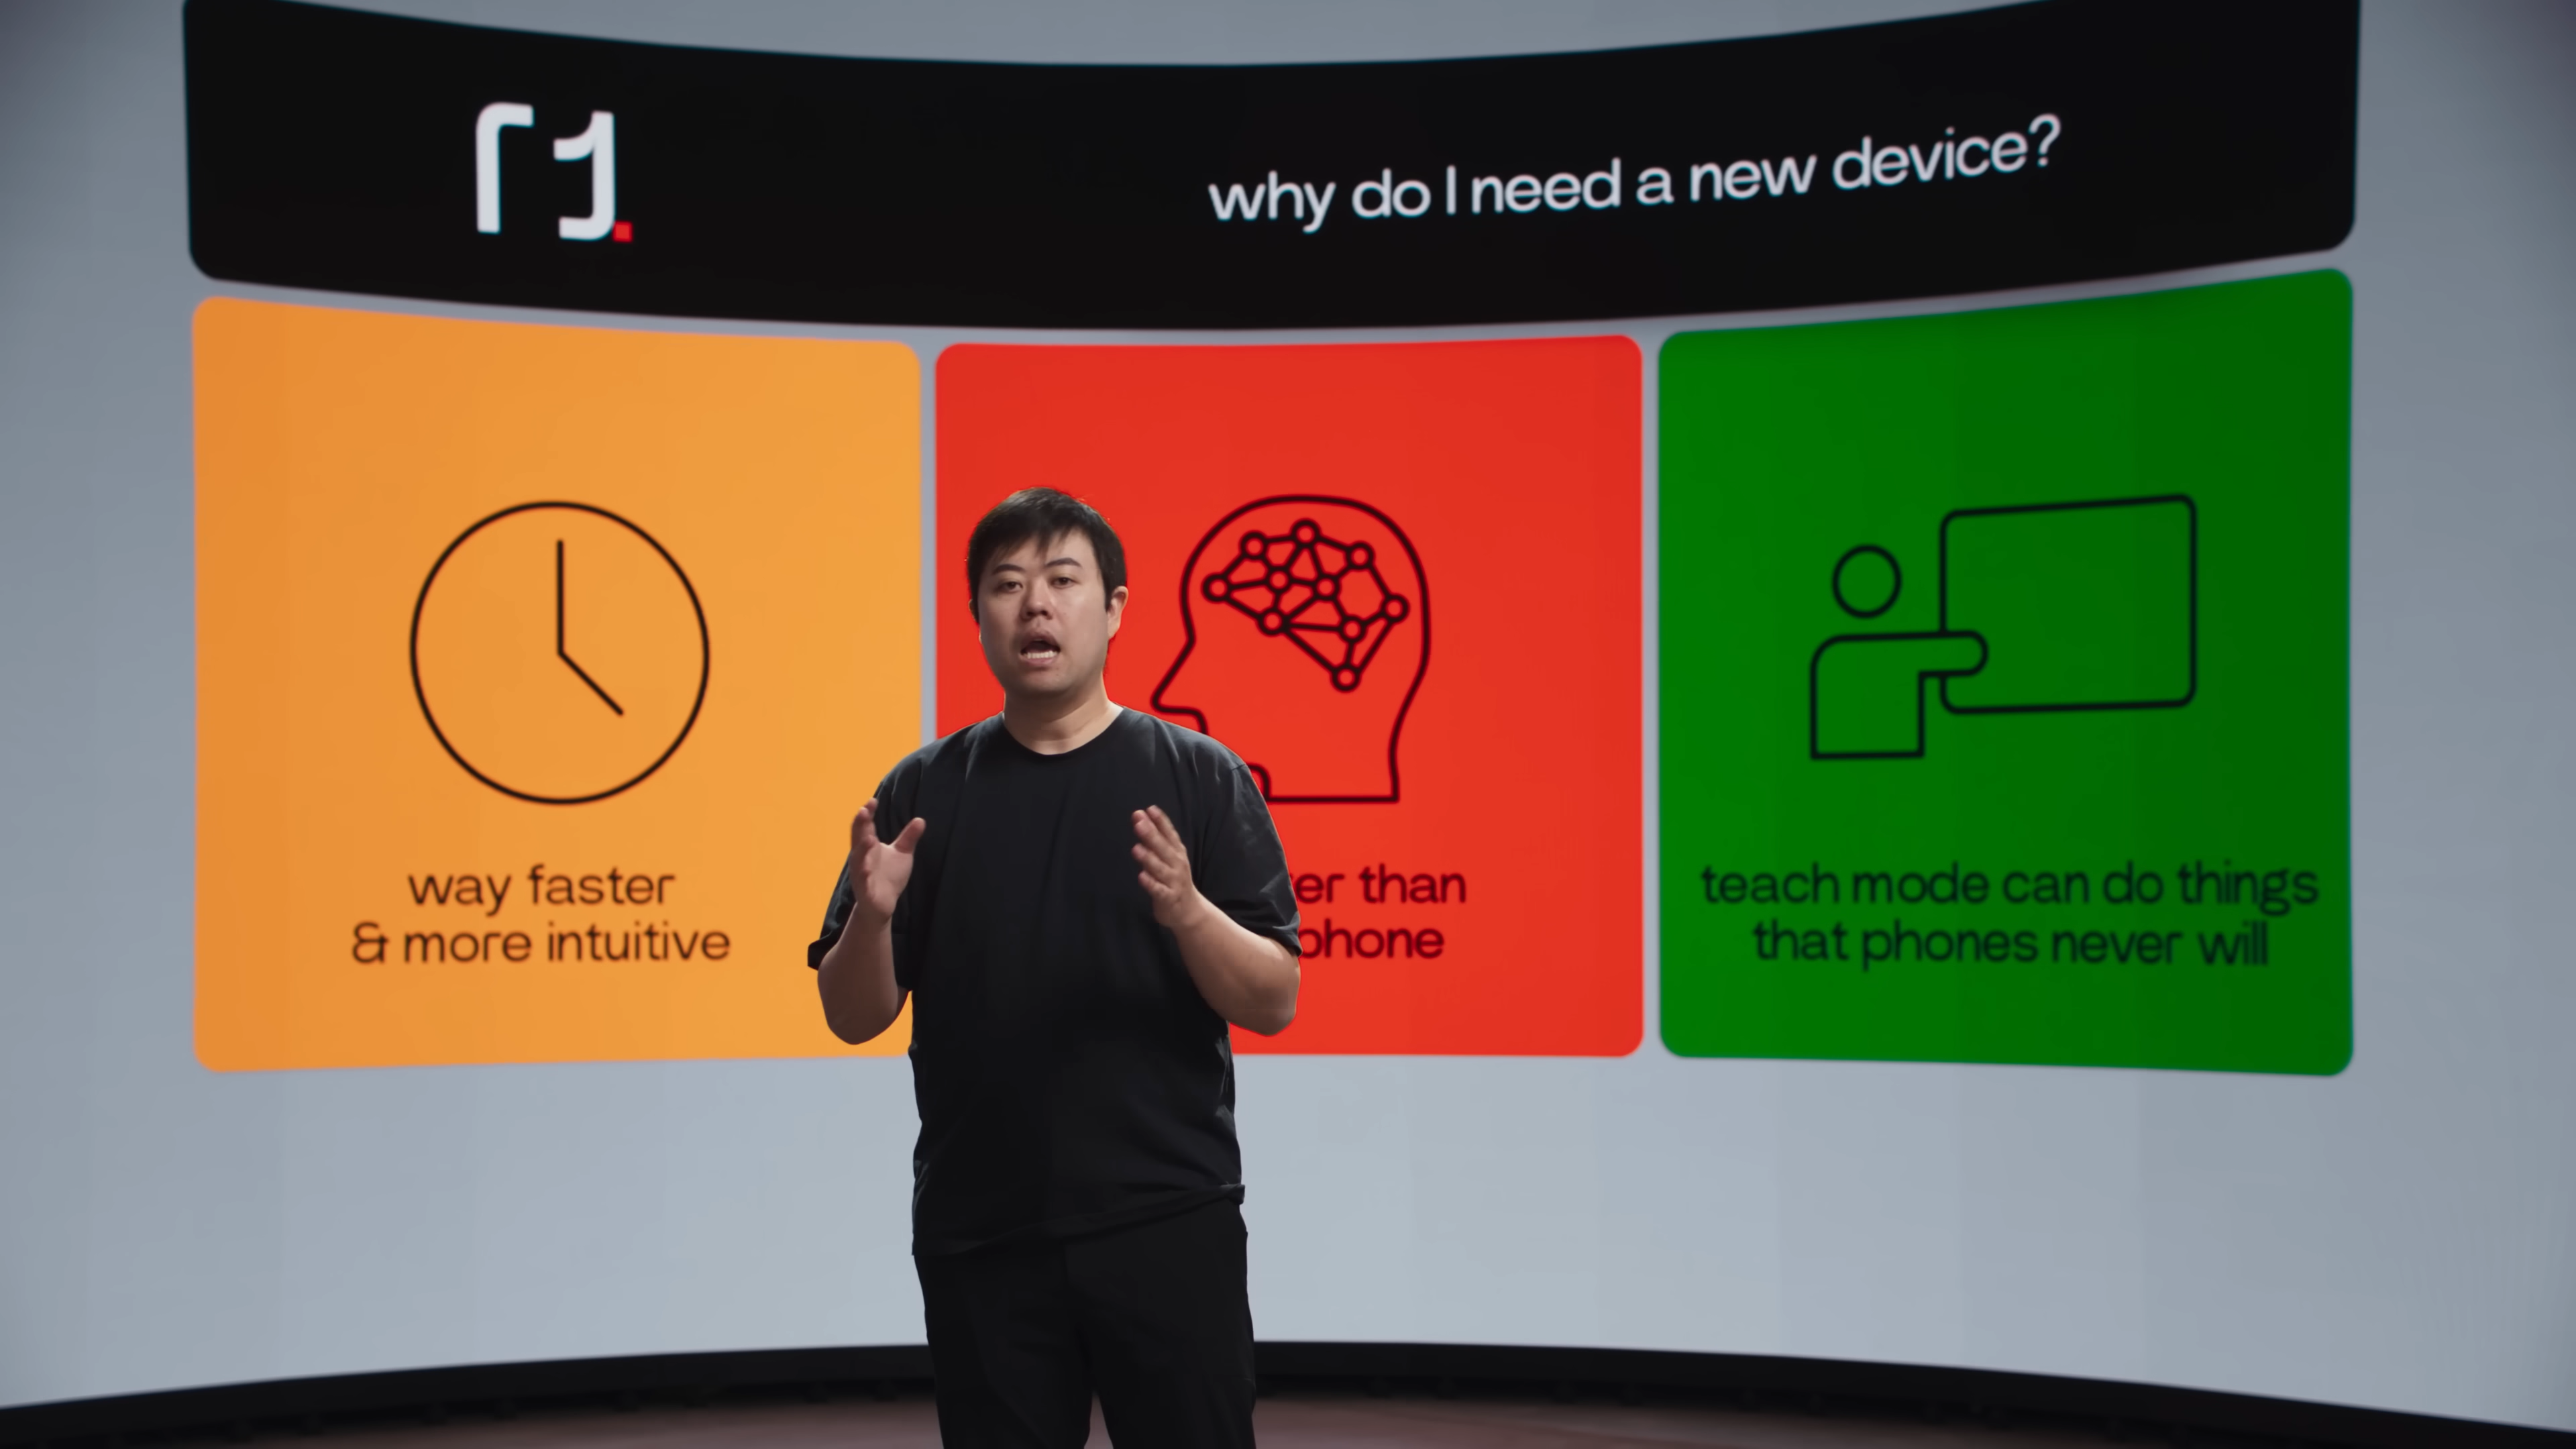 r1.
why do I need a new device?
way faster
& more intuitive
than
phone
teach mode can do things
that phones never will